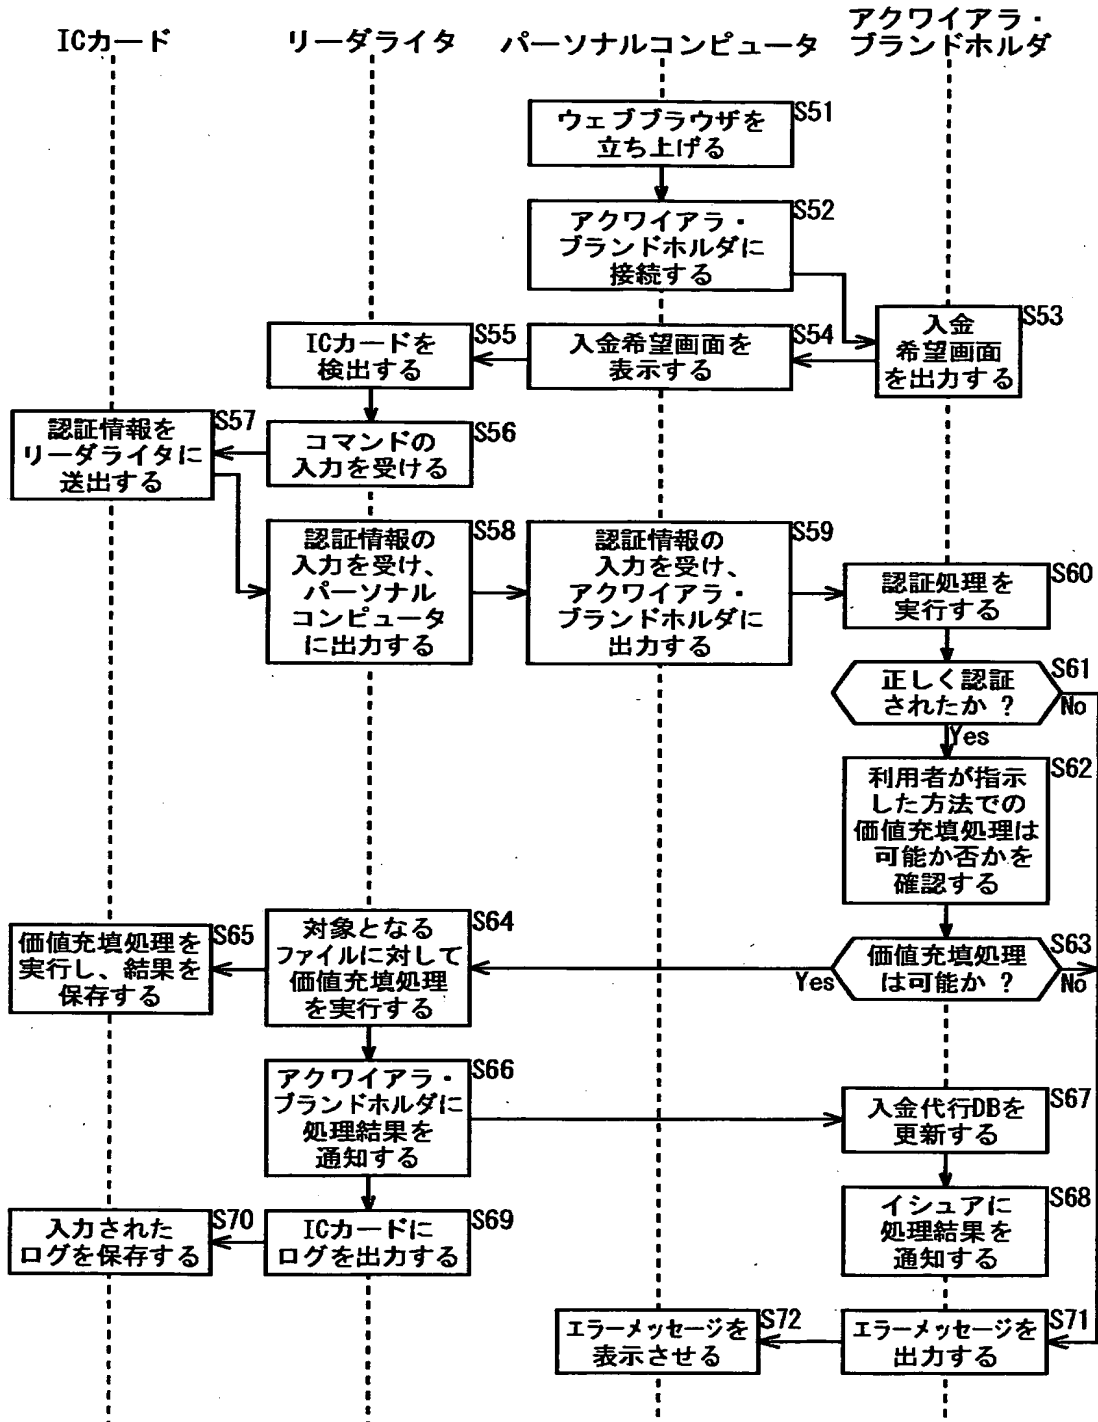 ICカード
リーダライタ
パーソナルコンピュータ
アクワイアラ・
ブランドホルダ
S51
ウェブブラウザを
立ち上げる
S52
アクワイアラ・
ブランドホルダに
接続する
S53
入金
希望画面
を出力する
S54
入金希望画面を
表示する
S55
ICカードを
検出する
S56
コマンドの
入力を受ける
S57
認証情報を
リーダライタに
送出する
S58
認証情報の
入力を受け、
パーソナル
コンピュータ
に出力する
S59
認証情報の
入力を受け、
アクワイアラ・
ブランドホルダに
出力する
S60
認証処理を
実行する
S61
正しく認証
されたか?
No
Yes
S62
利用者が指示
した方法での
価値充填処理は
可能か否かを
確認する
S63
価値充填処理
は可能か?
Yes
No
S64
対象となる
ファイルに対して
価値充填処理
を実行する
S65
価値充填処理を
実行し、結果を
保存する
S66
アクワイアラ・
ブランドホルダに
処理結果を
通知する
S67
入金代行DBを
更新する
S68
イシュアに
処理結果を
通知する
S69
ICカードに
ログを出力する
S70
入力された
ログを保存する
S71
エラーメッセージを
出力する
S72
エラーメッセージを
表示させる